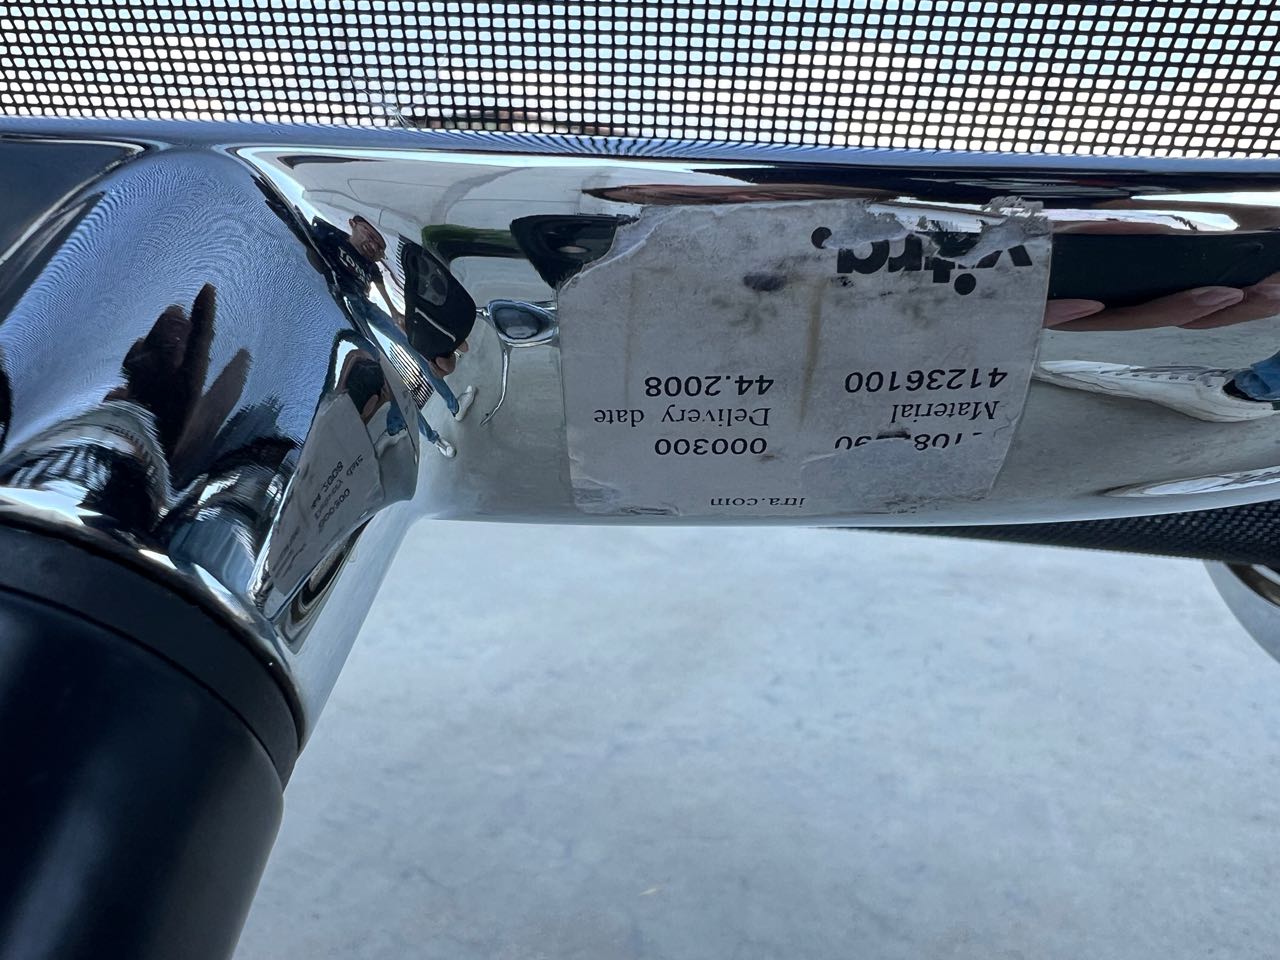 itra.com
000300
Material Delivery date
41236100 44.2008
vitra.